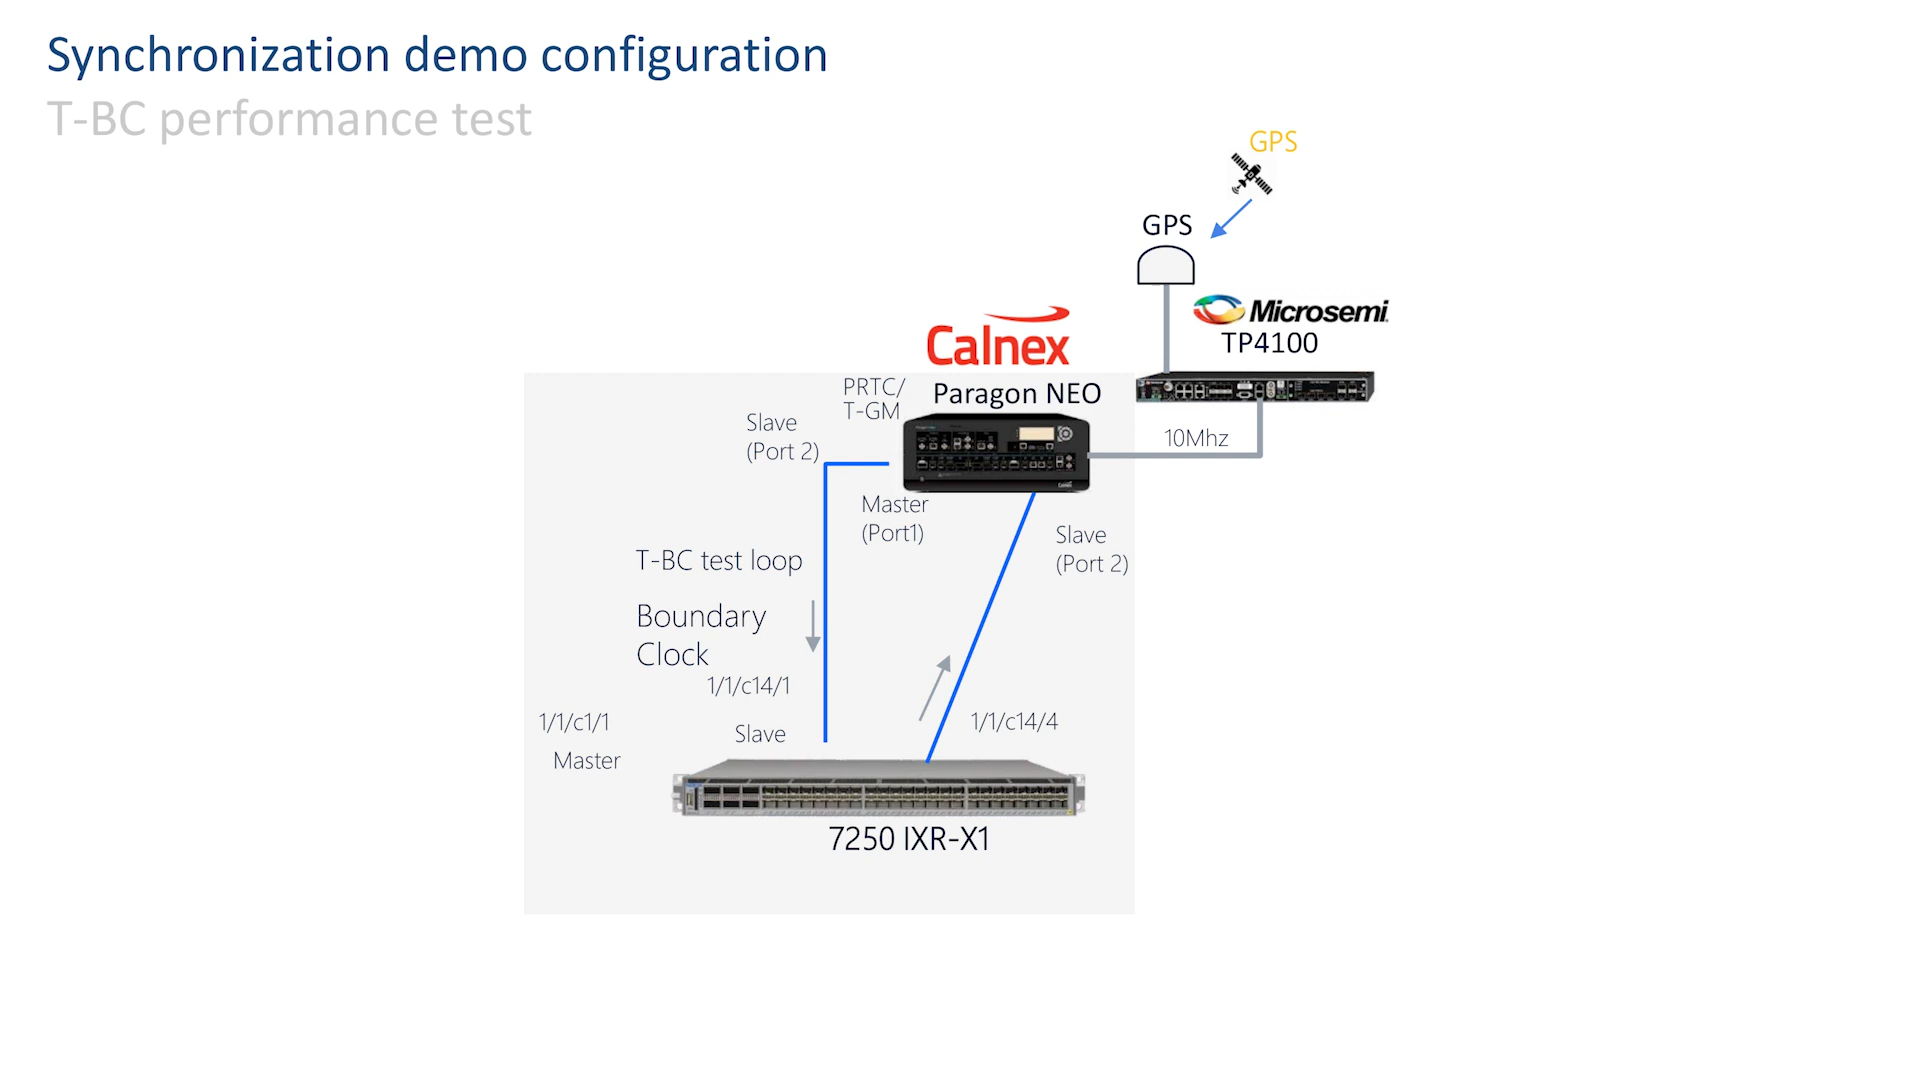 Synchronization demo configuration
T-BC performance test
GPS
GPS
Microsemi
TP4100
Calnex
PRTC/
T-GM
Paragon NEO
Slave
(Port 2)
10Mhz
Master
(Port1)
Slave
(Port 2)
T-BC test loop
Boundary
Clock
1/1/c14/1
1/1/c1/1
Slave
1/1/c14/4
Master
7250 IXR-X1